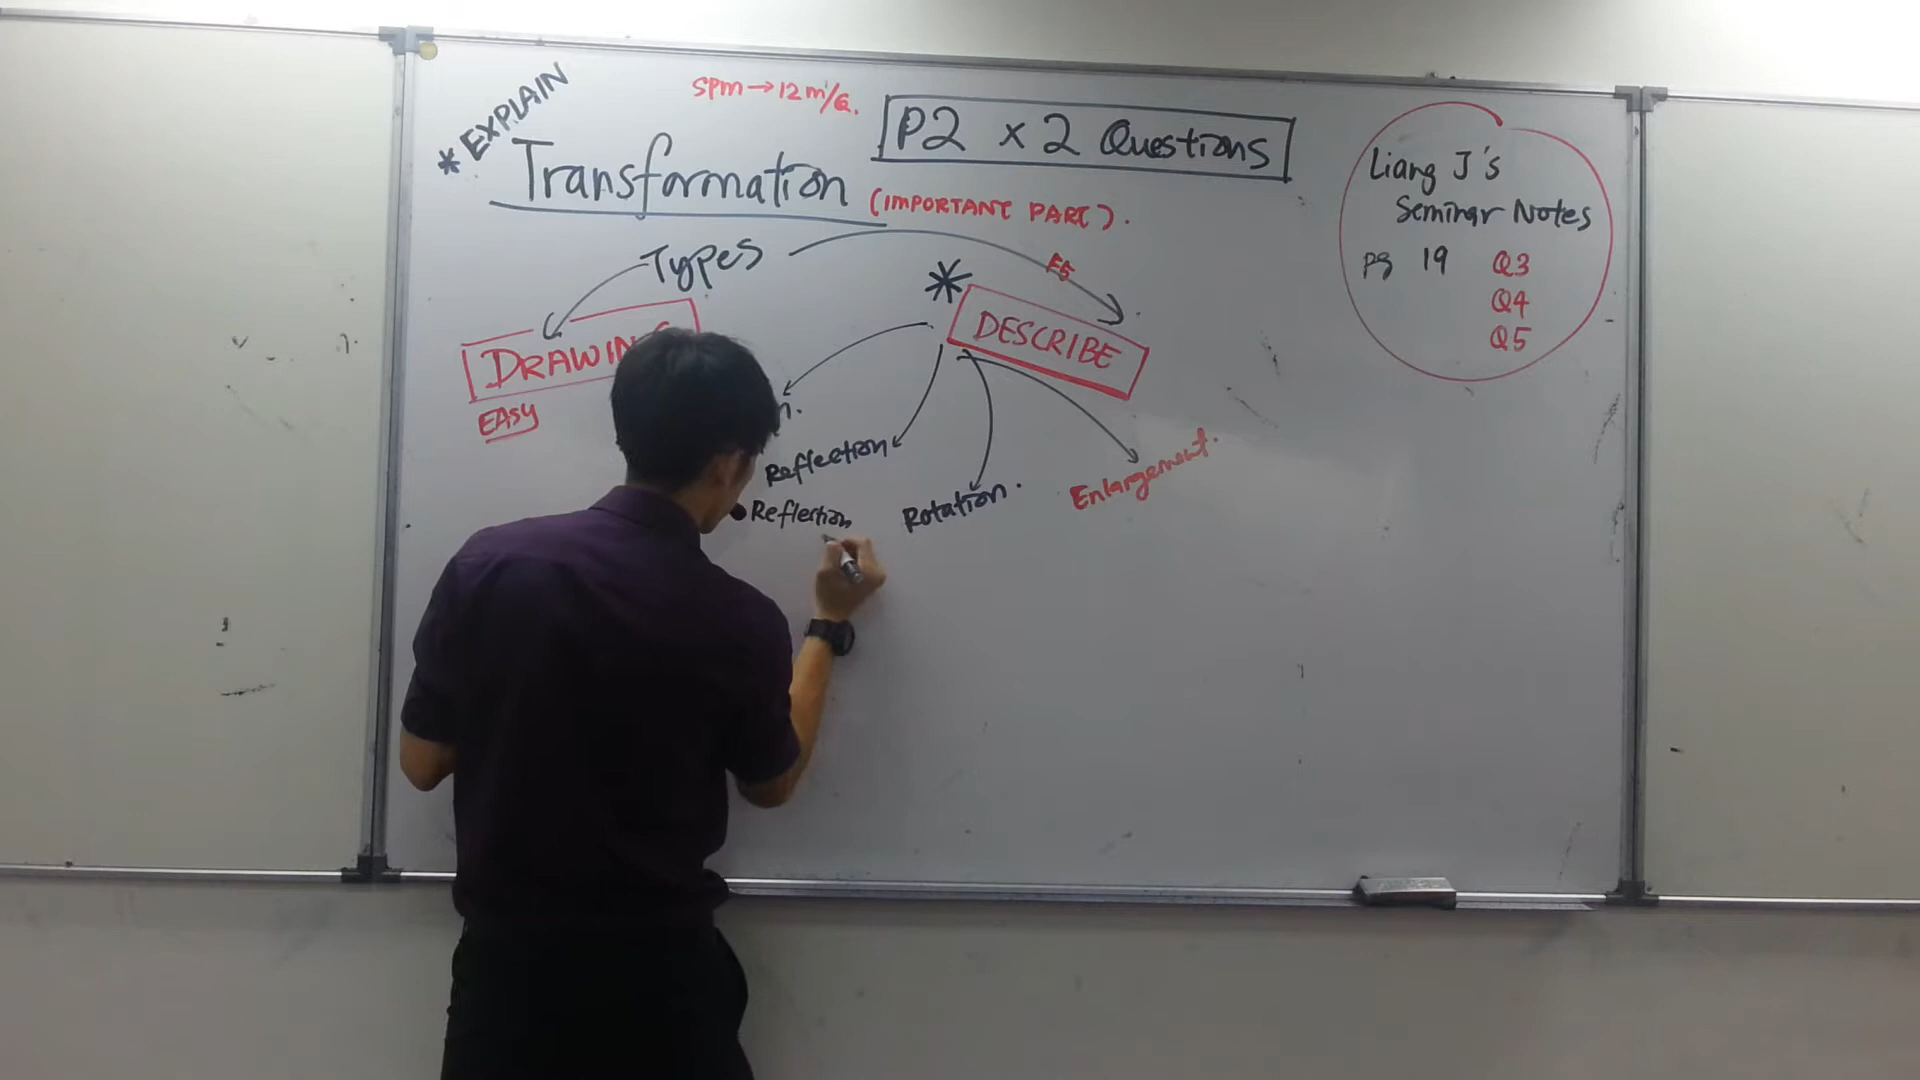 * EXPLAIN
SPM → 12 m/Q.
P2 x 2 Questions
Transformation (IMPORTANT PART).
Types
F5
* DESCRIBE
DRAWING
EASY
Reflection
Reflection
Rotation.
Enlargement.
Liang J's
Seminar Notes
pg 19 Q3
Q4
Q5